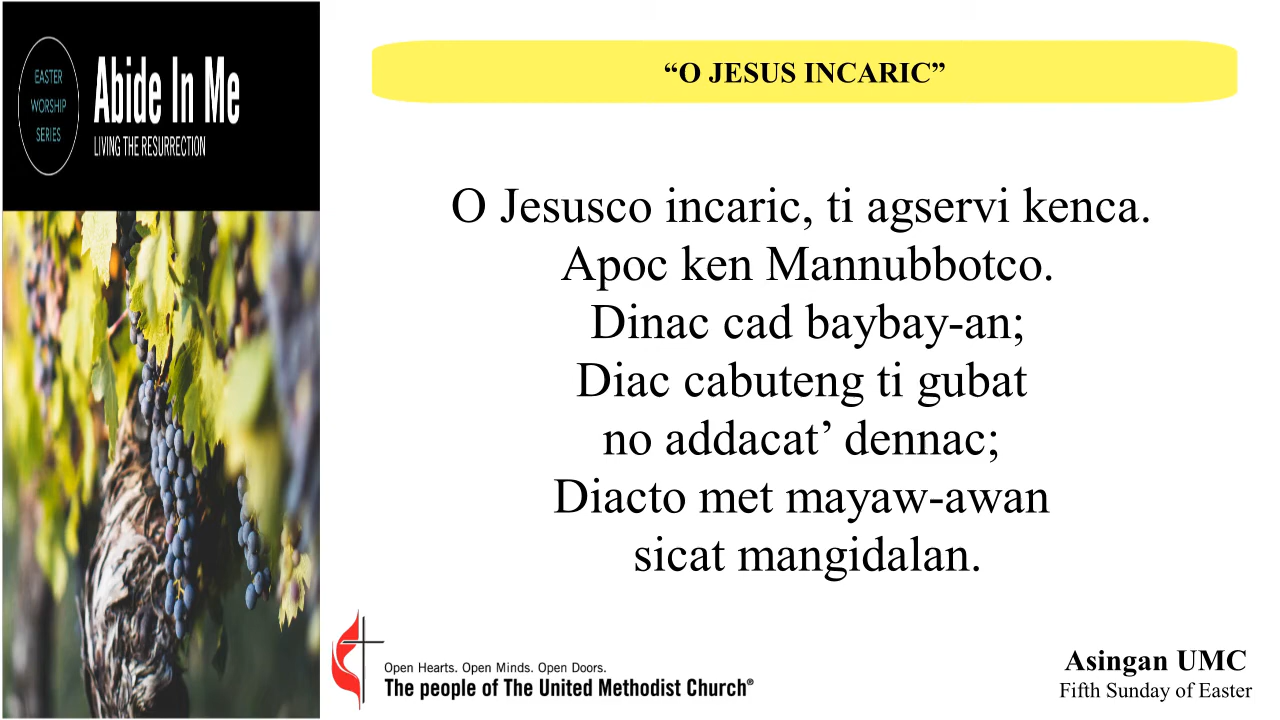 EASTER
WORSHIP
SERIES
Abide In Me
LIVING THE RESURRECTION
“O JESUS INCARIC”
O Jesusco incaric, ti agservi kenca.
Apoc ken Mannubbotco.
Dinac cad baybay-an;
Diac cabuteng ti gubat
no addacat’ dennac;
Diacto met mayaw-awan
sicat mangidalan.
Open Hearts. Open Minds. Open Doors.
The people of The United Methodist Church®
Asingan UMC
Fifth Sunday of Easter